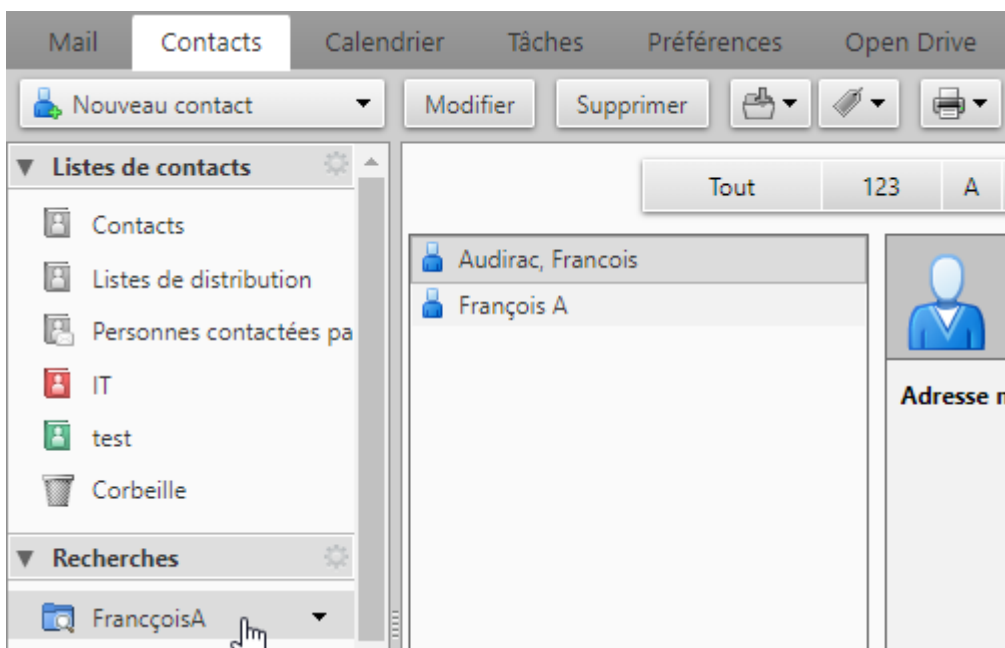 Mail Contacts Calendrier Tâches Préférences Open Drive
Nouveau contact Modifier Supprimer
Listes de contacts
Tout 123 A
Contacts
Audirac, Francois
Listes de distribution
François A
Personnes contactées pa
IT
Adresse
test
Corbeille
Recherches
FrancçoisA